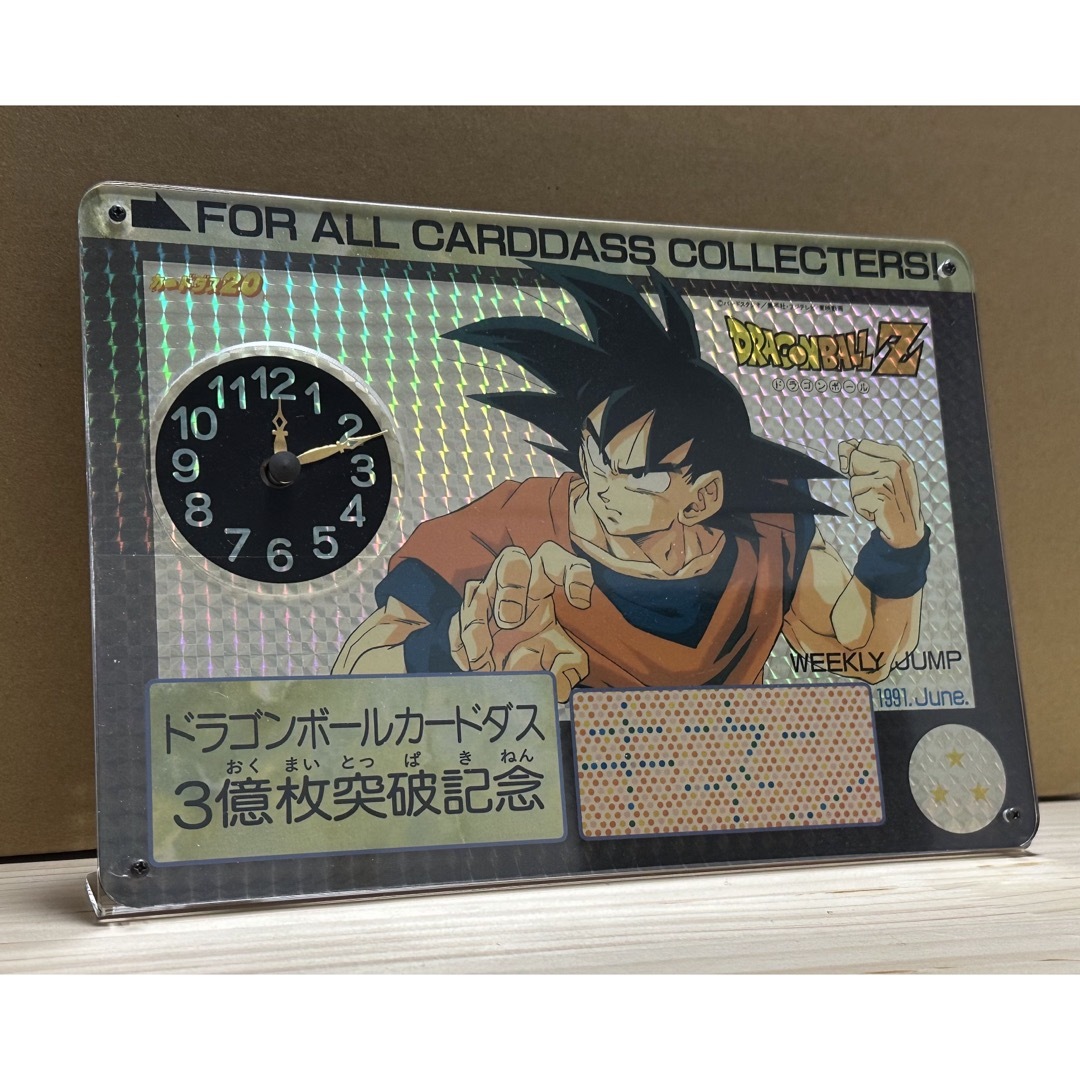 FOR ALL CARDDASS COLLECTERS!
カードダス20
DRAGONBALL Z
ドラゴンボール
12
1
2
3
4
5
6
7
8
9
10
11
WEEKLY JUMP
1991. June.
ドラゴンボールカードダス
おく まい とっ ぱ き ねん
3億枚突破記念